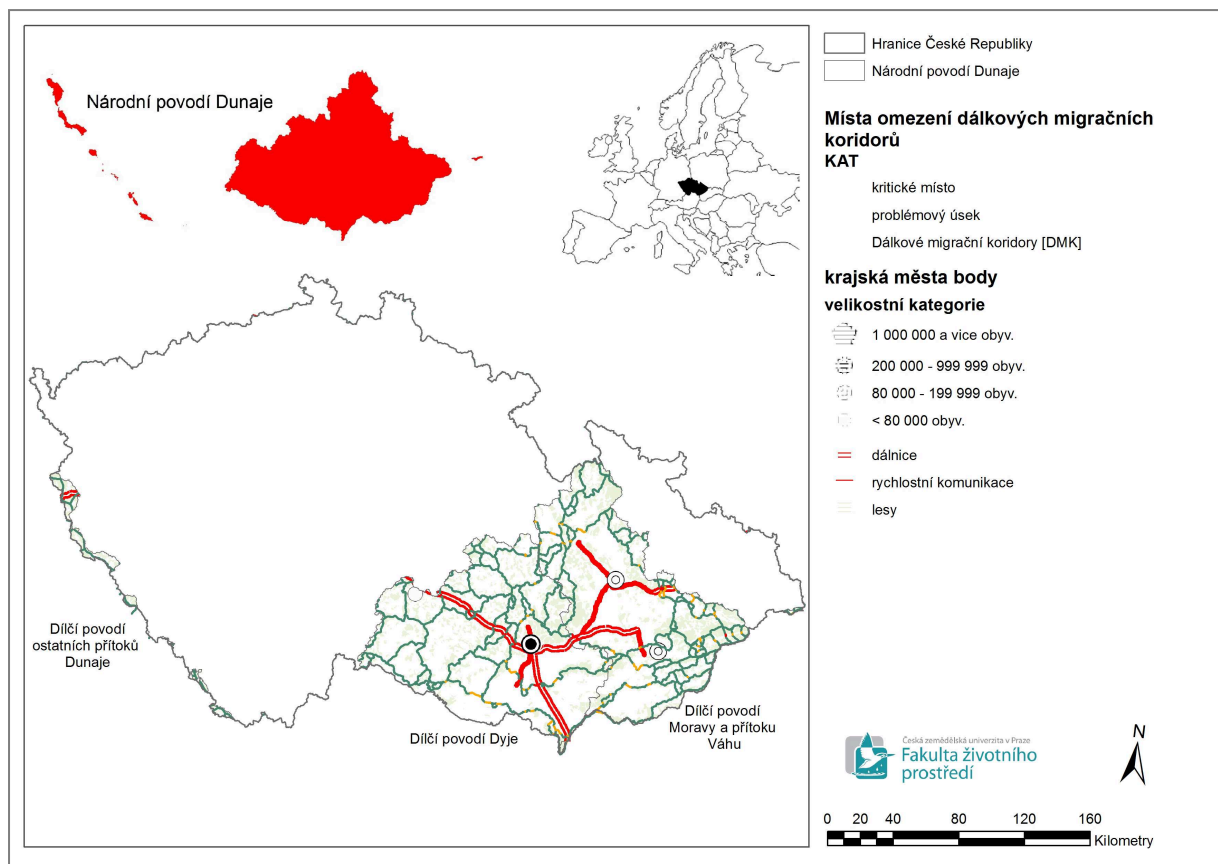 Národní povodí Dunaje
Dílčí povodí
ostatních přítoků
Dunaje
Dílčí povodí Dyje
Dílčí povodí
Moravy a přítoku
Váhu
Hranice České Republiky
Národní povodí Dunaje
Místa omezení dálkových migračních
koridorů
KAT
kritické místo
problémový úsek
Dálkové migrační koridory [DMK]
krajská města body
velikostní kategorie
1 000 000 a vice obyv.
200 000 - 999 999 obyv.
80 000 - 199 999 obyv.
< 80 000 obyv.
dálnice
rychlostní komunikace
lesy
Česká zemědělská univerzita v Praze
Fakulta životního
prostředí
N
0 20 40 80 120 160
Kilometry